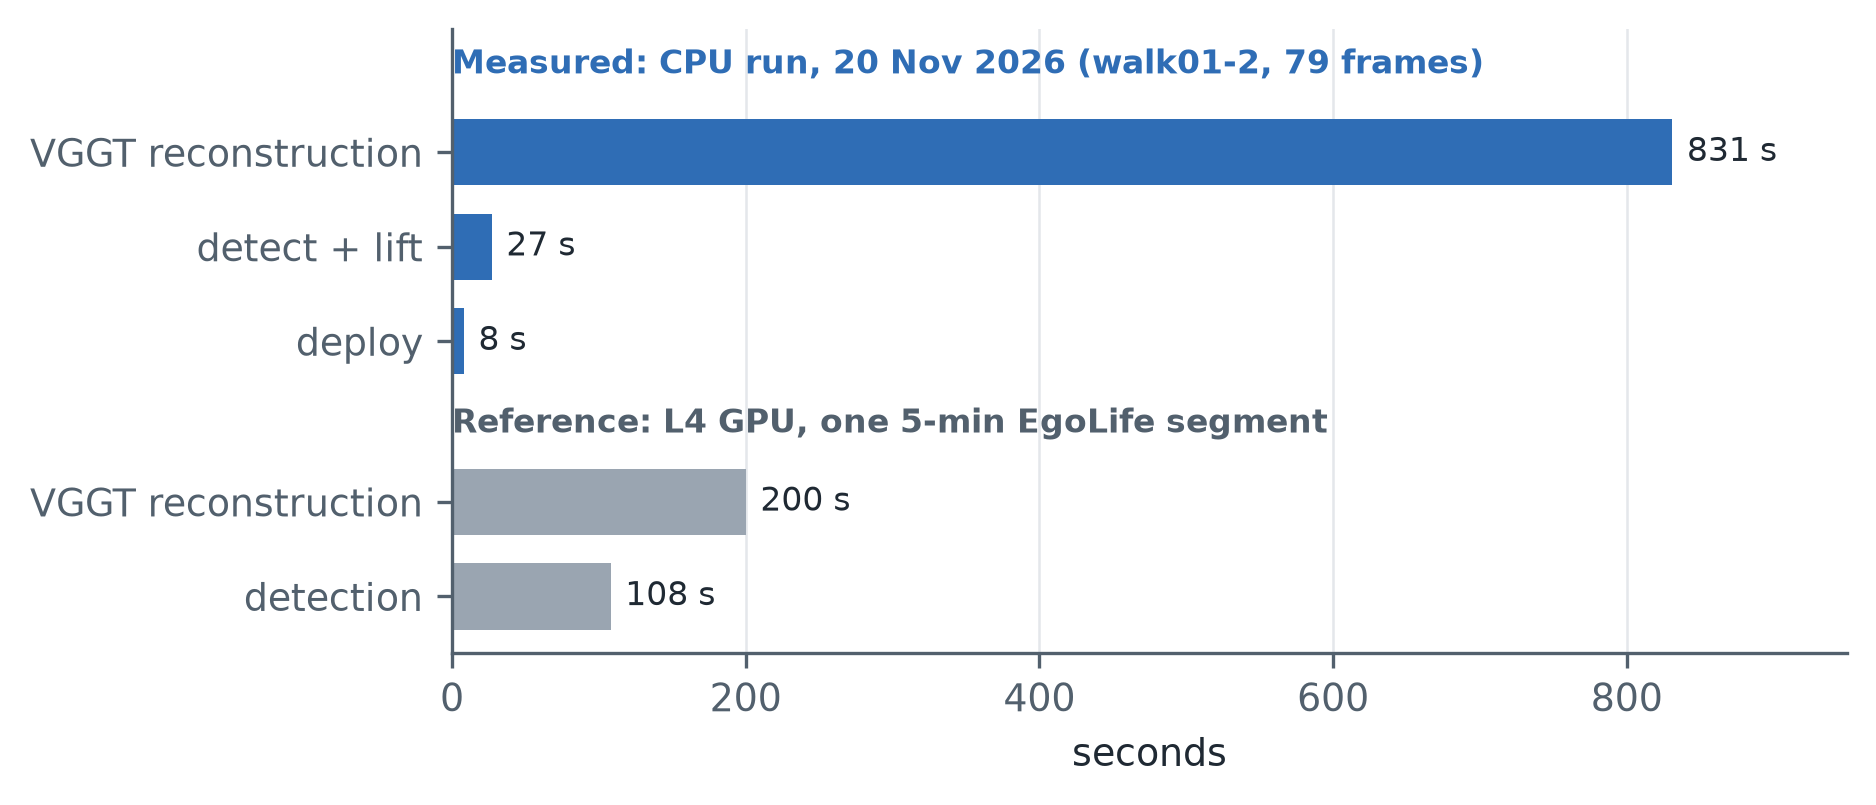 Measured: CPU run, 20 Nov 2026 (walk01-2, 79 frames)
VGGT reconstruction 831 s
detect + lift 27 s
deploy 8 s
Reference: L4 GPU, one 5-min EgoLife segment
VGGT reconstruction 200 s
detection 108 s
0 200 400 600 800
seconds